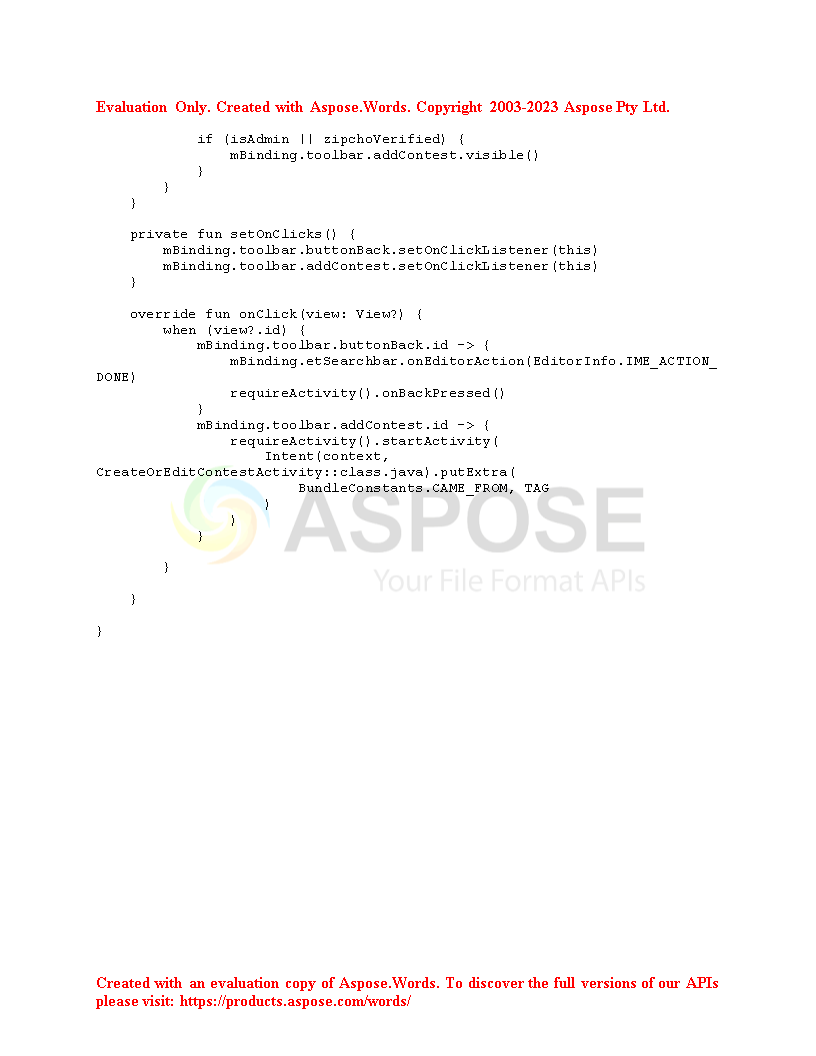 Evaluation Only. Created with Aspose.Words. Copyright 2003-2023 Aspose Pty Ltd.
            if (isAdmin || zipchoVerified) {
                mBinding.toolbar.addContest.visible()
            }
        }
    }

    private fun setOnClicks() {
        mBinding.toolbar.buttonBack.setOnClickListener(this)
        mBinding.toolbar.addContest.setOnClickListener(this)
    }

    override fun onClick(view: View?) {
        when (view?.id) {
            mBinding.toolbar.buttonBack.id -> {
                mBinding.etSearchbar.onEditorAction(EditorInfo.IME_ACTION_
DONE)
                requireActivity().onBackPressed()
            }
            mBinding.toolbar.addContest.id -> {
                requireActivity().startActivity(
                    Intent(context,
CreateOrEditContestActivity::class.java).putExtra(
                        BundleConstants.CAME_FROM, TAG
                    )
                )
            }

        }

    }

}
ASPOSE
Your File Format APIs
Created with an evaluation copy of Aspose.Words. To discover the full versions of our APIs
please visit: https://products.aspose.com/words/